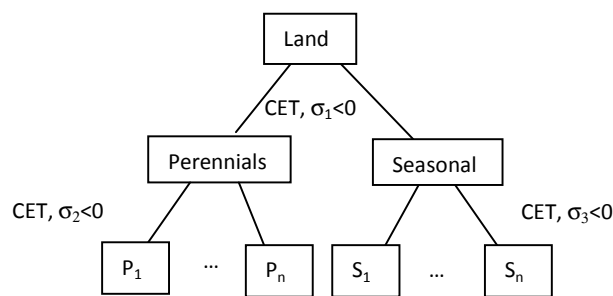 Land
CET, σ₁<0
Perennials
Seasonal
CET, σ₂<0
CET, σ₃<0
P₁ ... Pₙ S₁ ... Sₙ